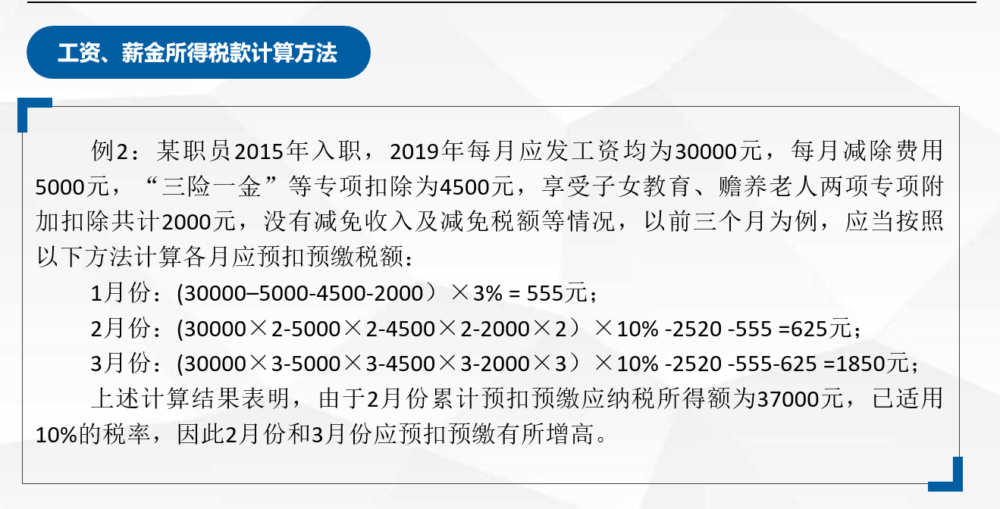 工资、薪金所得税款计算方法
例2：某职员2015年入职，2019年每月应发工资均为30000元，每月减除费用
5000元，“三险一金”等专项扣除为4500元，享受子女教育、赡养老人两项专项附
加扣除共计2000元，没有减免收入及减免税额等情况，以前三个月为例，应当按照
以下方法计算各月应预扣预缴税额：
1月份：(30000–5000-4500-2000）×3% = 555元；
2月份：(30000×2-5000×2-4500×2-2000×2）×10% -2520 -555 =625元；
3月份：(30000×3-5000×3-4500×3-2000×3）×10% -2520 -555-625 =1850元；
上述计算结果表明，由于2月份累计预扣预缴应纳税所得额为37000元，已适用
10%的税率，因此2月份和3月份应预扣预缴有所增高。